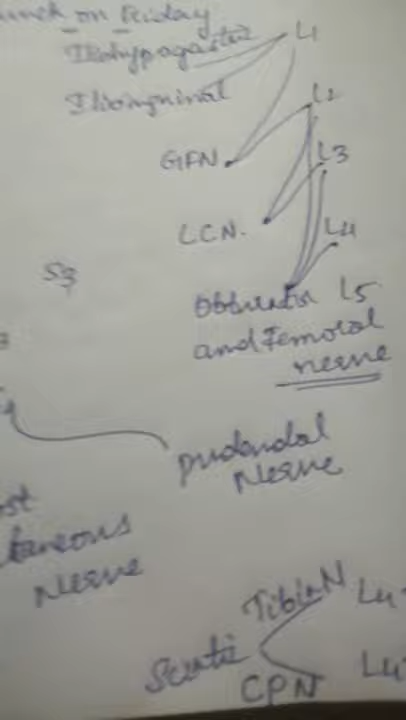 on Friday
Iliohypogastric L1
Ilioinguinal
L2
GFN
L3
LCN.
L4
S3
Obturator L5
and Femoral
nerve
pudendal
Nerve
taneous
Nerve
Tibial N L4
Sciatic
CPN L4